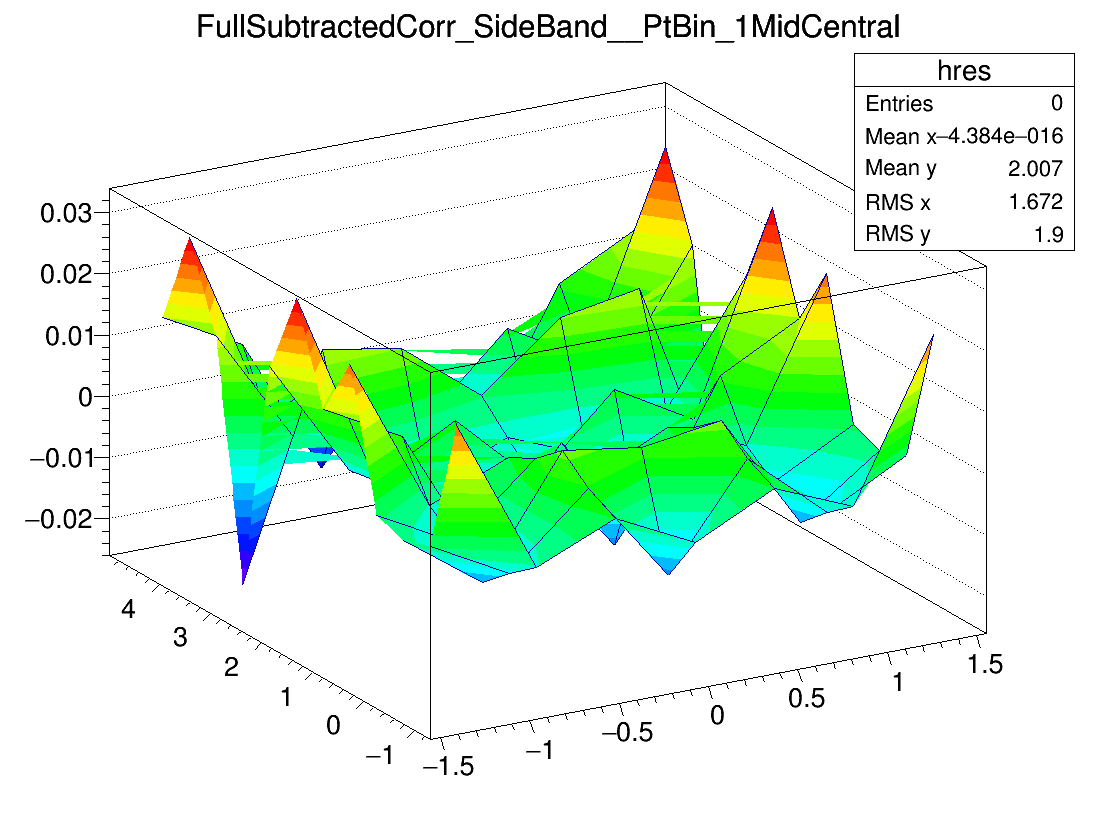 FullSubtractedCorr_SideBand__PtBin_1MidCentral
hres
Entries 0
Mean x−4.384e−016
Mean y 2.007
RMS x 1.672
RMS y 1.9
0.03
0.02
0.01
0
−0.01
−0.02
4
3
2
1
0
−1
−1.5
−1
−0.5
0
0.5
1
1.5